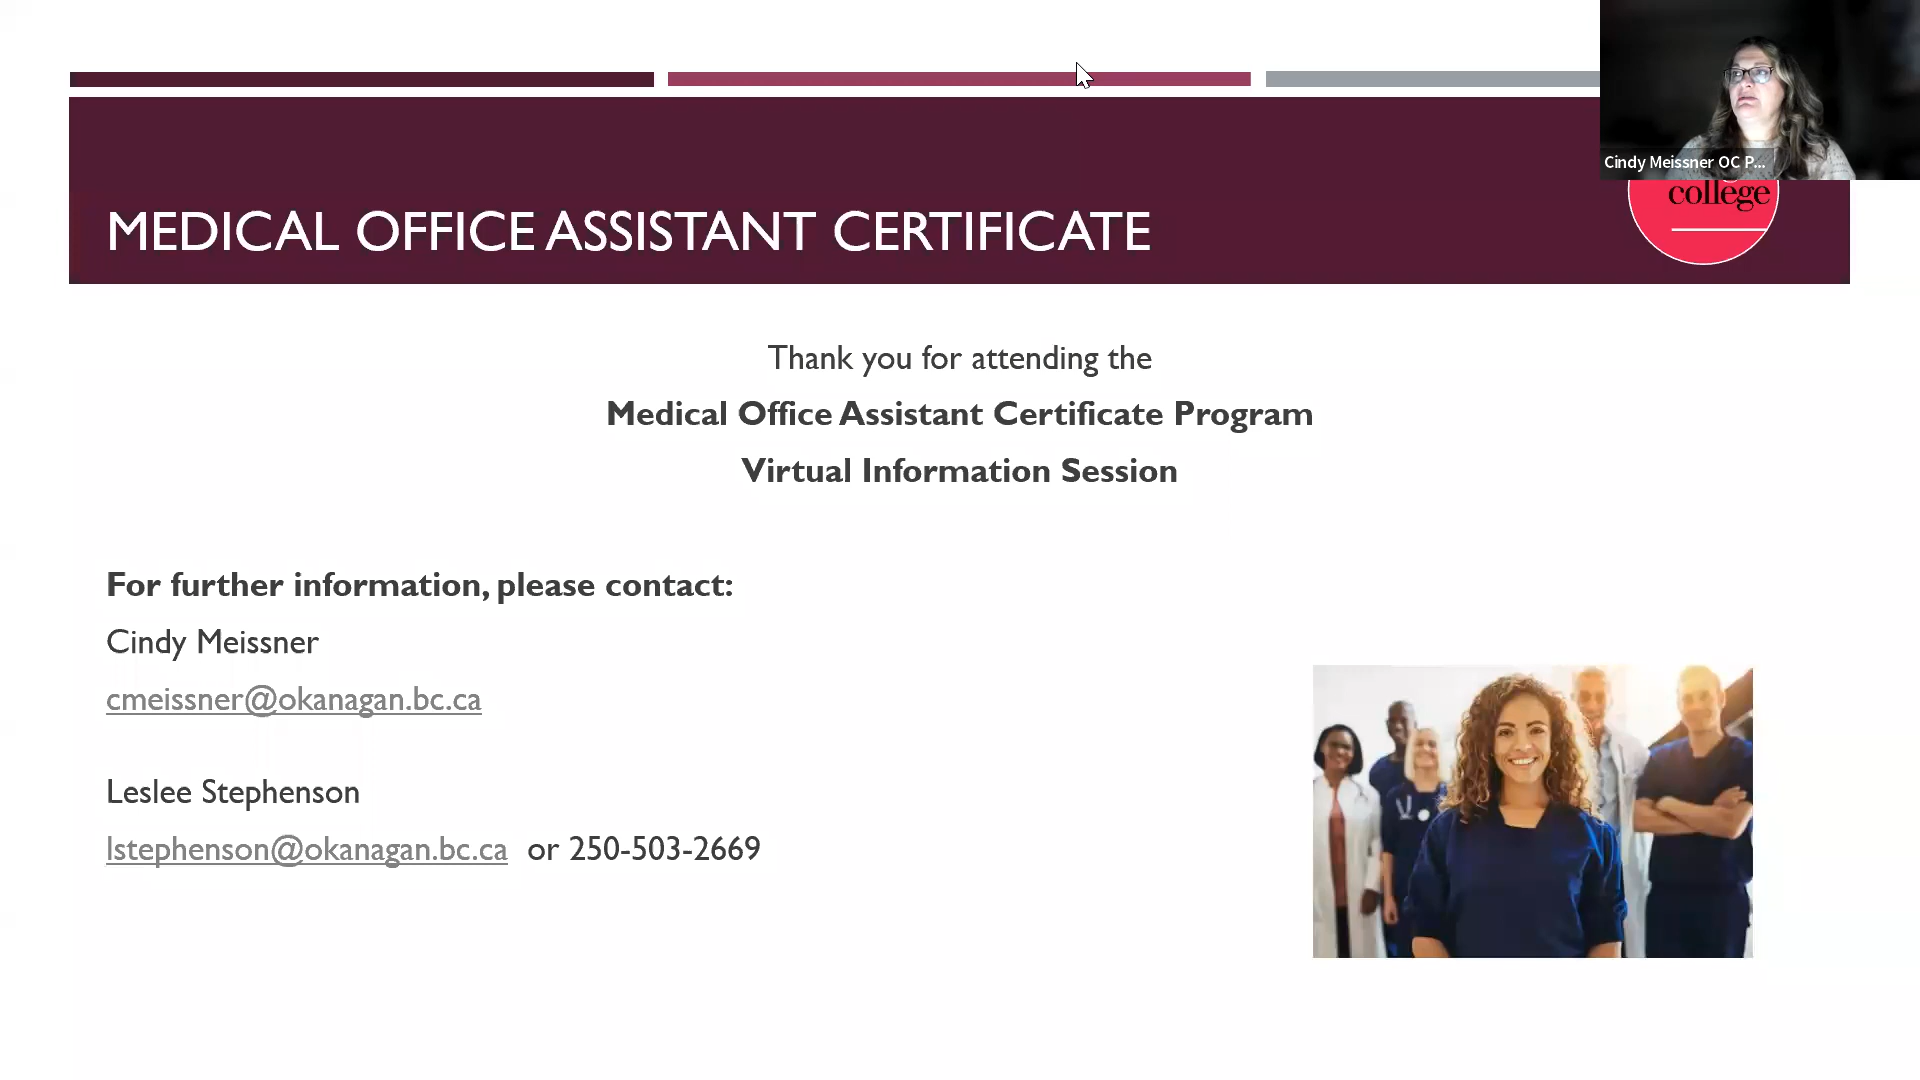 Cindy Meissner OC P...
college
MEDICAL OFFICE ASSISTANT CERTIFICATE
Thank you for attending the
Medical Office Assistant Certificate Program
Virtual Information Session
For further information, please contact:
Cindy Meissner
cmeissner@okanagan.bc.ca
Leslee Stephenson
lstephenson@okanagan.bc.ca or 250-503-2669